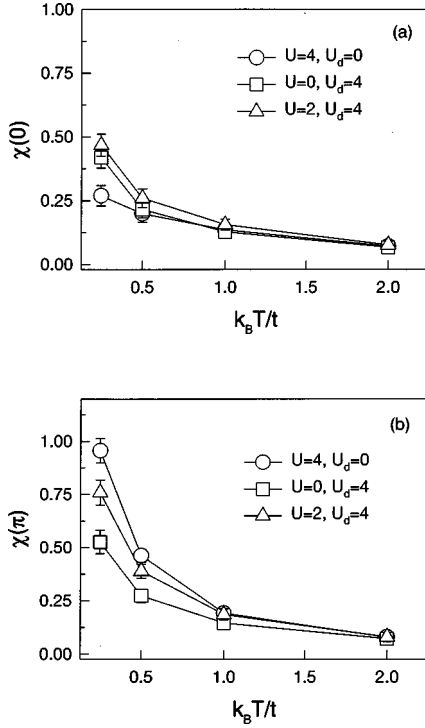 (a)
U=4, U_d=0
U=0, U_d=4
U=2, U_d=4
χ(0)
1.00
0.75
0.50
0.25
0.00
0.5 1.0 1.5 2.0
k_BT/t
(b)
U=4, U_d=0
U=0, U_d=4
U=2, U_d=4
χ(π)
1.00
0.75
0.50
0.25
0.00
0.5 1.0 1.5 2.0
k_BT/t